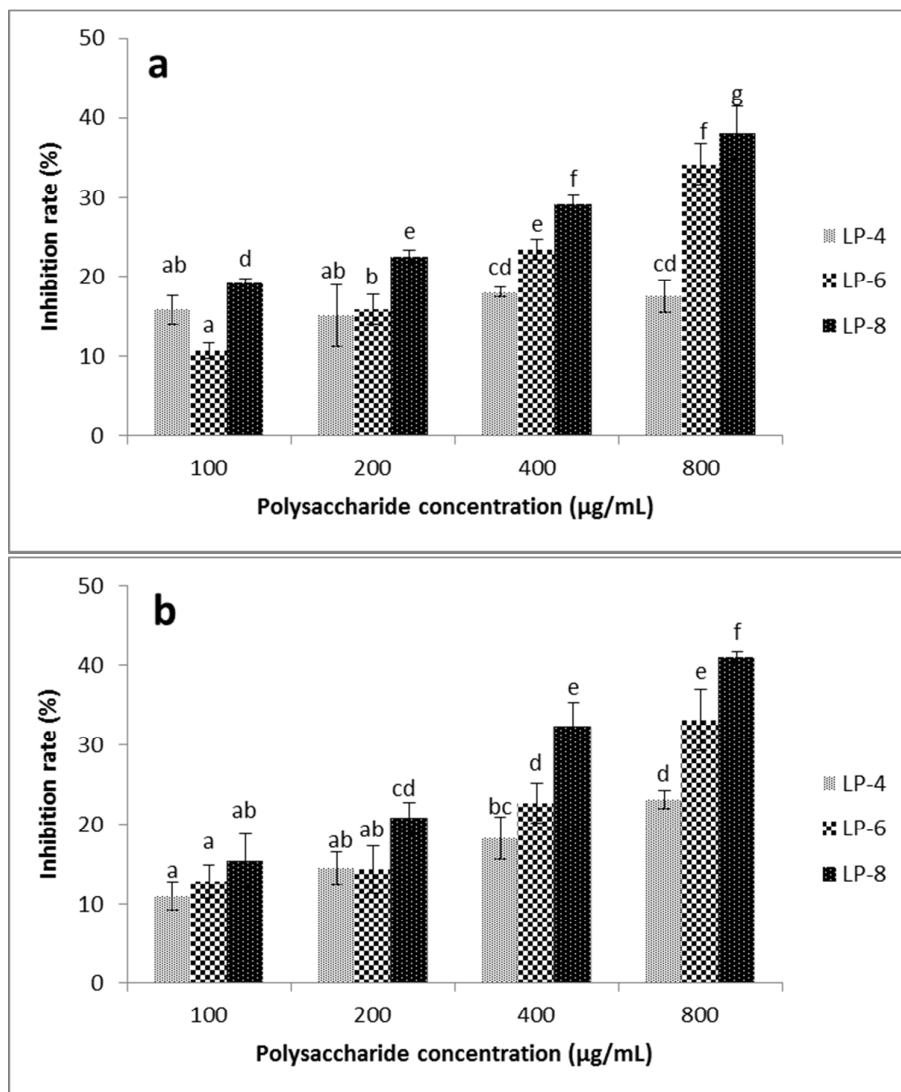 a
Inhibition rate (%)
50
40
30
20
10
0
ab
a
d
ab
b
e
cd
e
f
cd
f
g
100
200
400
800
Polysaccharide concentration (µg/mL)
LP-4
LP-6
LP-8
b
Inhibition rate (%)
50
40
30
20
10
0
a
a
ab
ab
ab
cd
bc
d
e
d
e
f
100
200
400
800
Polysaccharide concentration (µg/mL)
LP-4
LP-6
LP-8